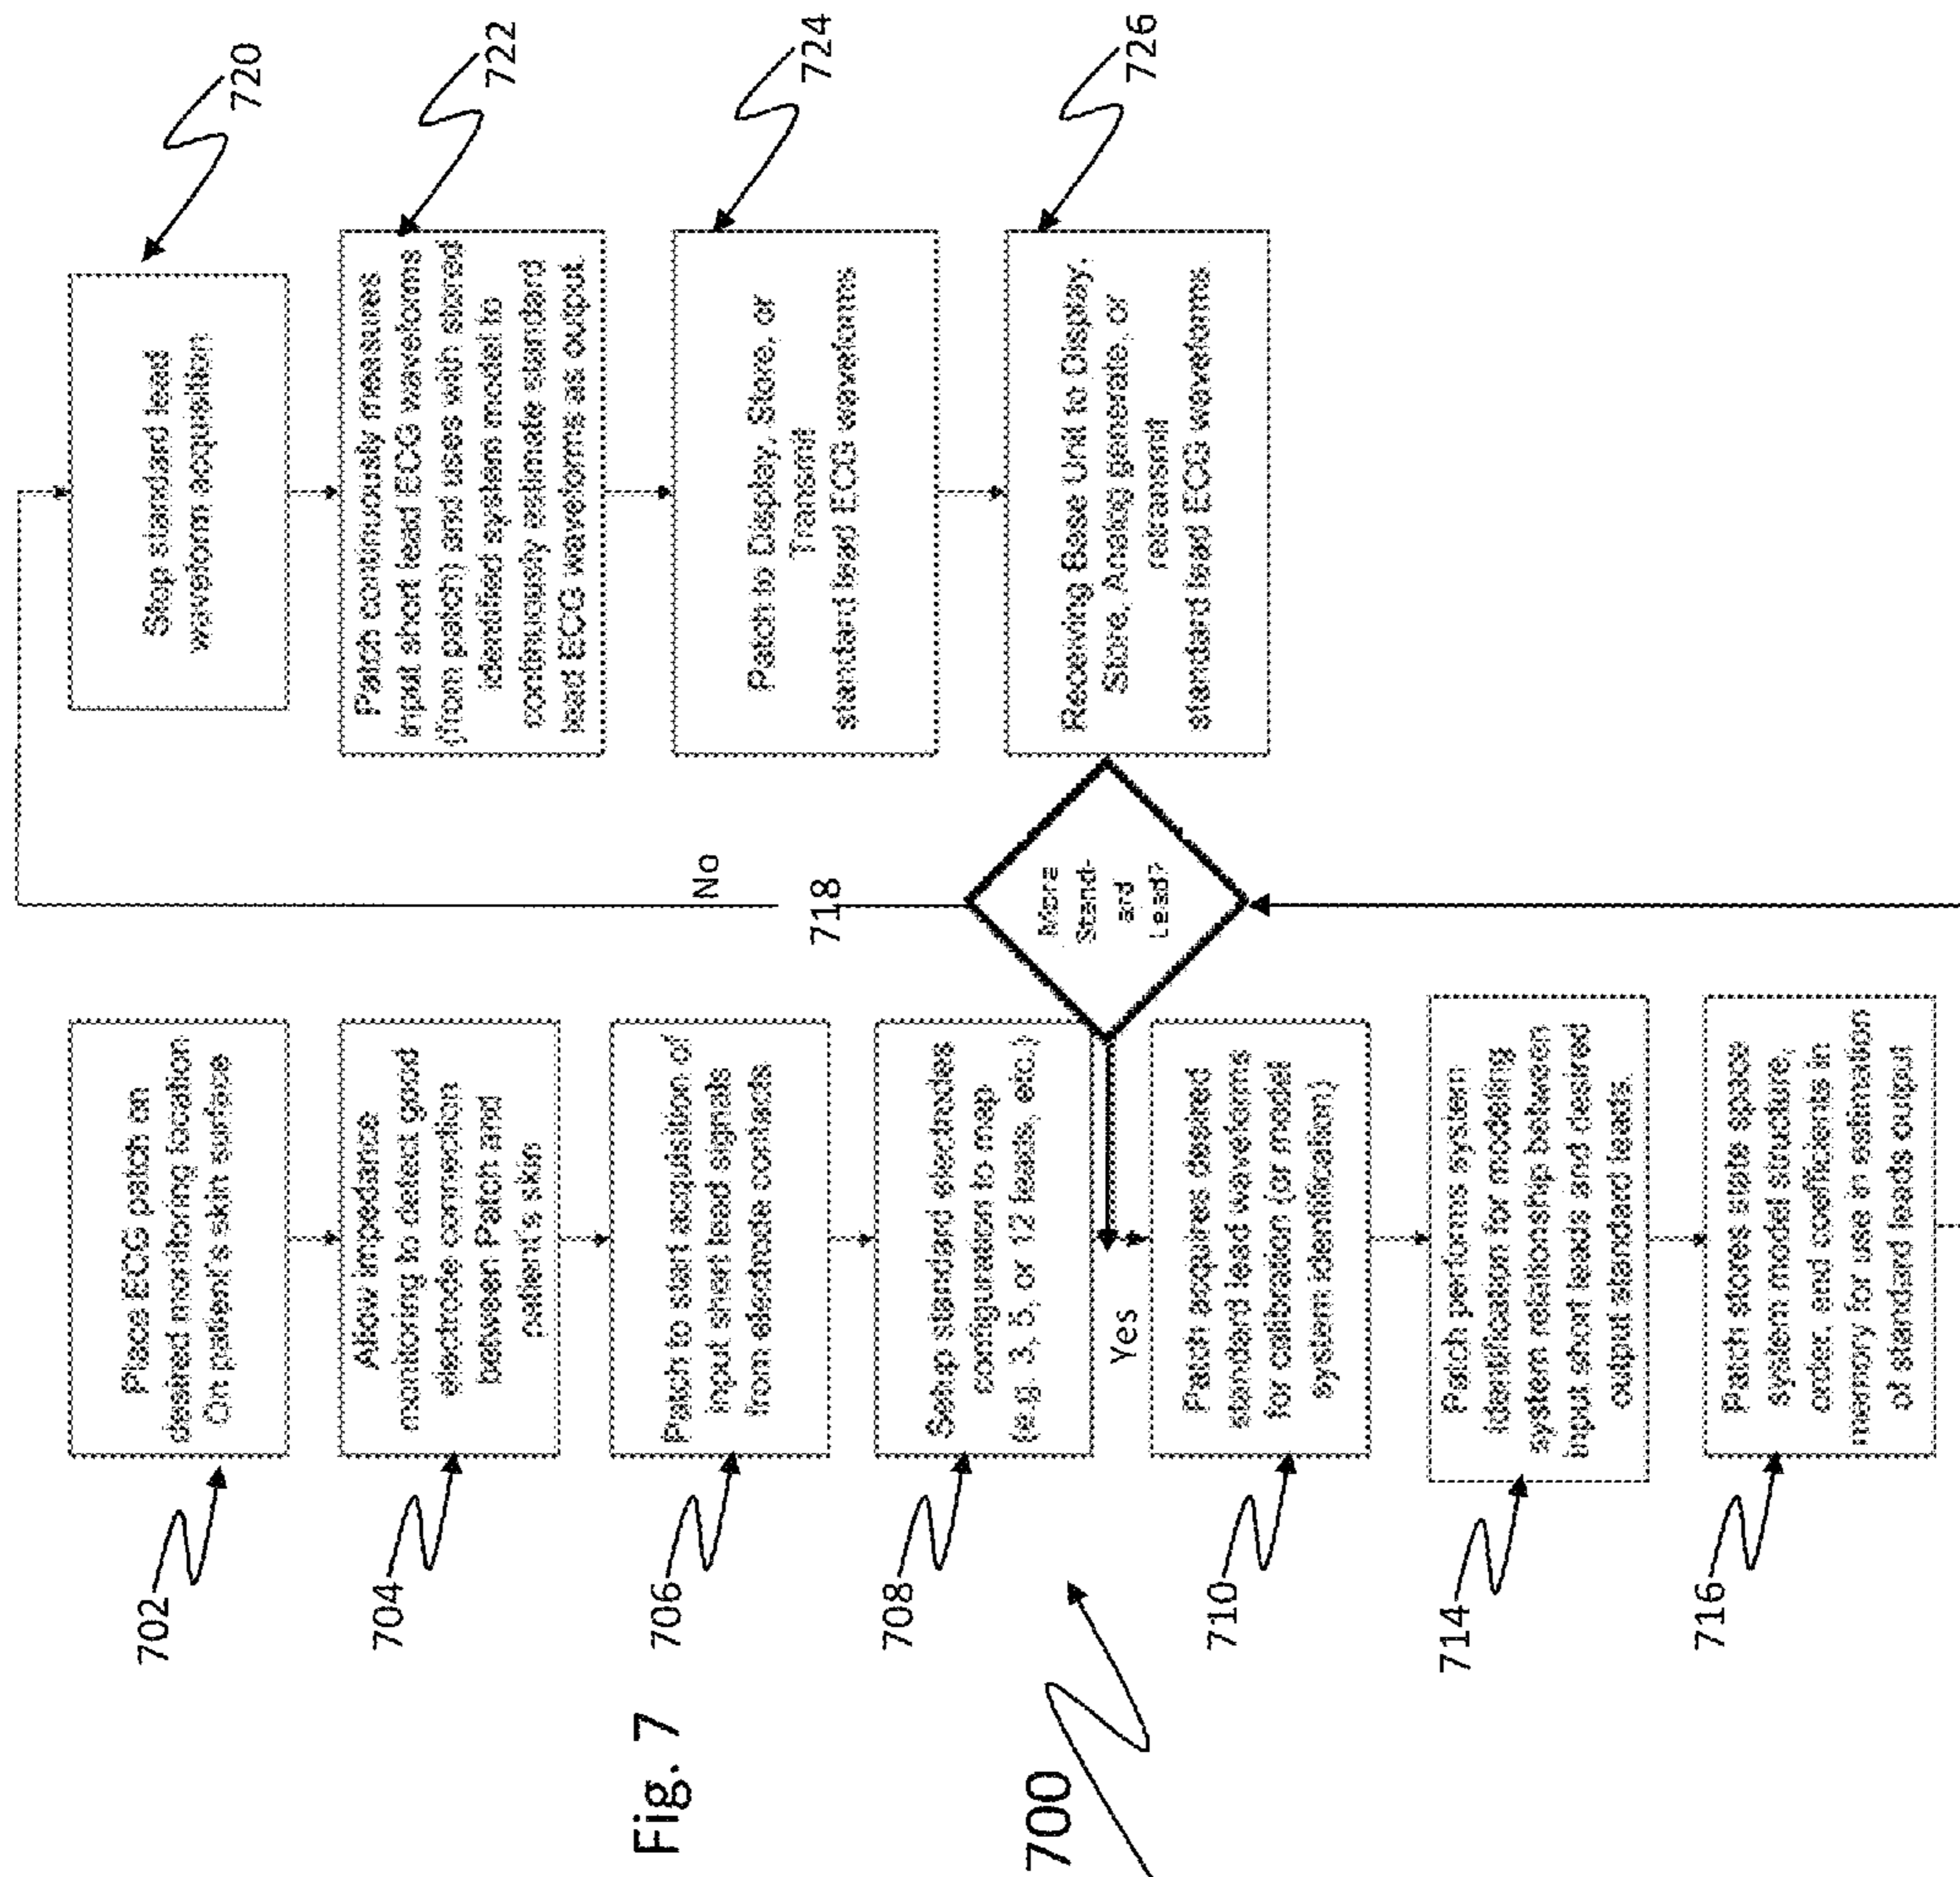 702
Place ECG patch on
desired monitoring location
On patient's skin surface
704
Allow impedance
monitoring to detect good
electrode connection
between Patch and
patient's skin
706
Patch to start acquisition of
input short lead signals
from electrode contacts
708
Setup standard electrodes
configuration to map
(e.g. 3, 5, or 12 leads, etc.)
710
Patch acquires desired
standard lead waveforms
for calibration (or model
system identification)
714
Patch performs system
identification for modeling
system relationship between
input short leads and desired
output standard leads.
716
Patch stores state space
system model structure,
order, and coefficients in
memory for use in estimation
of standard leads output
718
More
Stand-
ard
Lead?
Yes
No
720
Stop standard lead
waveform acquisition
722
Patch continuously measures
input short lead ECG waveforms
(from patch) and uses with stored
identified system model to
continuously estimate standard
lead ECG waveforms as output.
724
Patch to Display, Store, or
Transmit
standard lead ECG waveforms
726
Receiving Base Unit to Display,
Store, Analog generate, or
retransmit
standard lead ECG waveforms.
Fig. 7
700